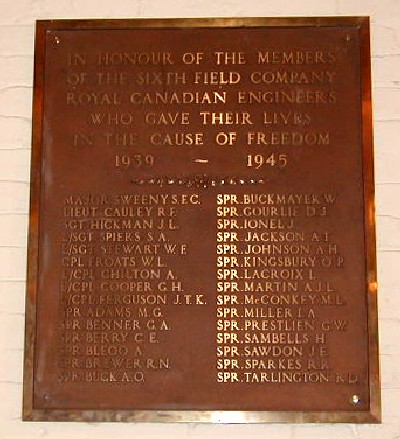 IN HONOUR OF THE MEMBERS
OF THE SIXTH FIELD COMPANY
ROYAL CANADIAN ENGINEERS
WHO GAVE THEIR LIVES
IN THE CAUSE OF FREEDOM
1939 ~ 1945
MAJOR SWEENY S.F.C.
LIEUT. CAULEY R.F.
SGT. HICKMAN J.L.
L/SGT. SPIERS S.A.
L/SGT. STEWART W.F.
CPL. FROATS W.L.
L/CPL. CHILTON A.
L/CPL. COOPER G.H.
L/CPL. FERGUSON J.T.K.
SPR. ADAMS M.G.
SPR. BENNER G.A.
SPR. BERRY C.E.
SPR. BLEGO A.
SPR. BREWER R.N.
SPR. BUCK A.O.
SPR. BUCKMAYER W.
SPR. GOURLIE D.J.
SPR. IONEL J.
SPR. JACKSON A.T.
SPR. JOHNSON A.H.
SPR. KINGSBURY O.P.
SPR. LACROIX L.
SPR. MARTIN A.J.L.
SPR. McCONKEY M.L.
SPR. MILLER I.A.
SPR. PRESTLIEN G.W.
SPR. SAMBELLS H.
SPR. SAWDON J.E.
SPR. SPARKES R.R.
SPR. TARLINGTON R.D.